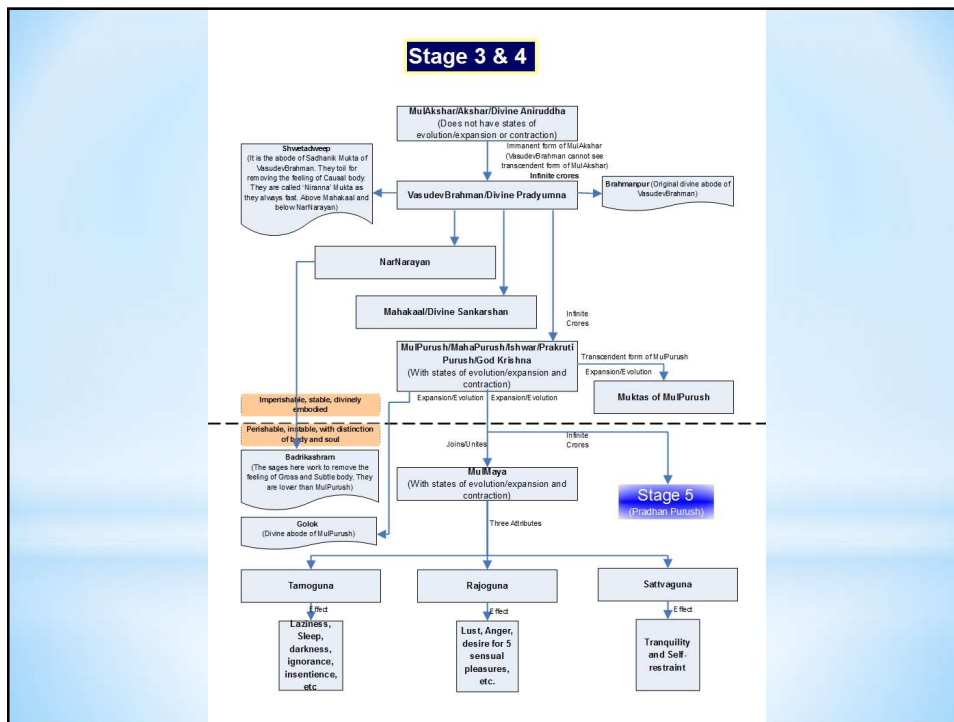 Stage 3 & 4
MulAkshar/Akshar/Divine Aniruddha
(Does not have states of
evolution/expansion or contraction)
Immanent form of MulAkshar
(VasudevBrahman cannot see
transcendent form of MulAkshar)
Infinite crores
Shwetadweep
(It is the abode of Sadhanik Mukta of
VasudevBrahman. They toil for
removing the feeling of Causal body.
They are called 'Niranna' Mukta as
they always fast. Above Mahakaal and
below NarNarayan)
VasudevBrahman/Divine Pradyumna
Brahmanpur (Original divine abode of
VasudevBrahman)
NarNarayan
Mahakaal/Divine Sankarshan
Infinite
Crores
MulPurush/MahaPurush/Ishwar/Prakruti
Purush/God Krishna
(With states of evolution/expansion and
contraction)
Transcendent form of MulPurush
Expansion/Evolution
Muktas of MulPurush
Expansion/Evolution
Expansion/Evolution
Imperishable, stable, divinely
embodied
Perishable, instable, with distinction
of body and soul
Joins/Unites
Infinite
Crores
Badrikashram
(The sages here work to remove the
feeling of Gross and Subtle body. They
are lower than MulPurush)
MulMaya
(With states of evolution/expansion and
contraction)
Stage 5
(Pradhan Purush)
Golok
(Divine abode of MulPurush)
Three Attributes
Tamoguna
Rajoguna
Sattvaguna
Effect
Effect
Effect
Laziness,
Sleep,
darkness,
ignorance,
insentience,
etc
Lust, Anger,
desire for 5
sensual
pleasures,
etc.
Tranquility
and Self-
restraint